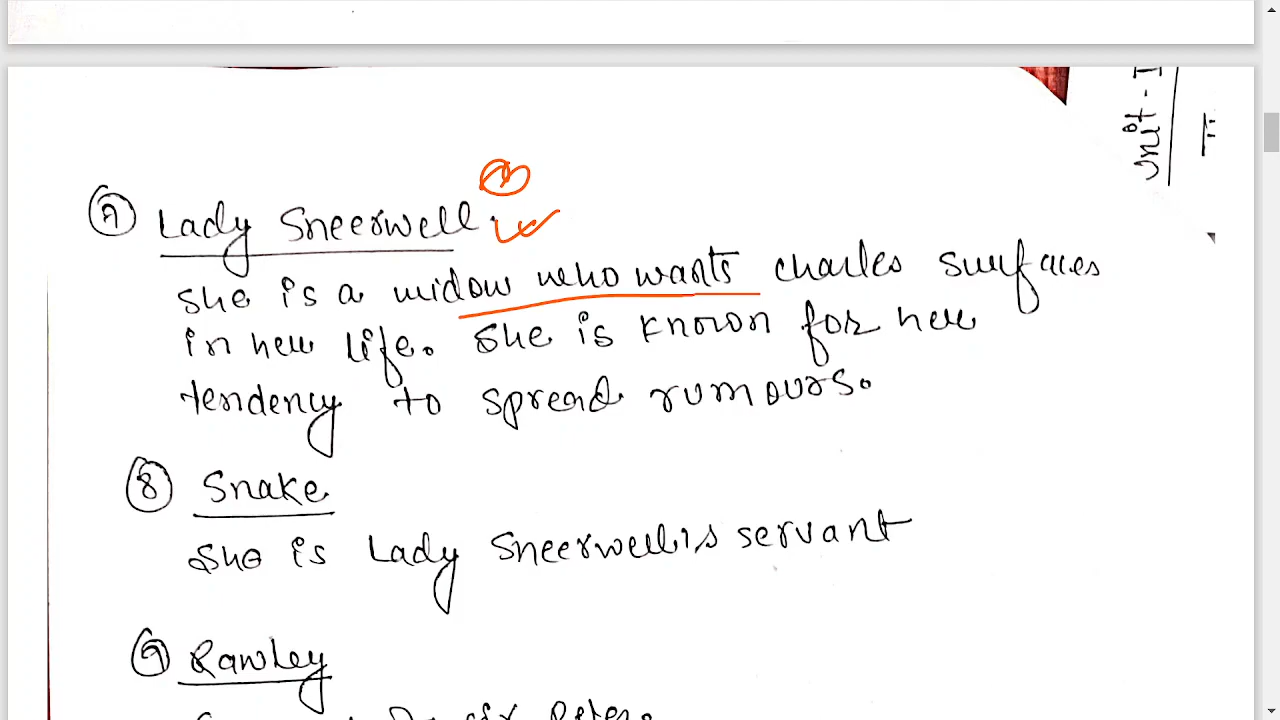 ⑦ Lady Sneerwell.
She is a widow who wants charles surfaces
in her life. She is known for her
tendency to spread rumours.
⑧ Snake
She is Lady Sneerwell's servant
⑨ Rawley
Unit - I